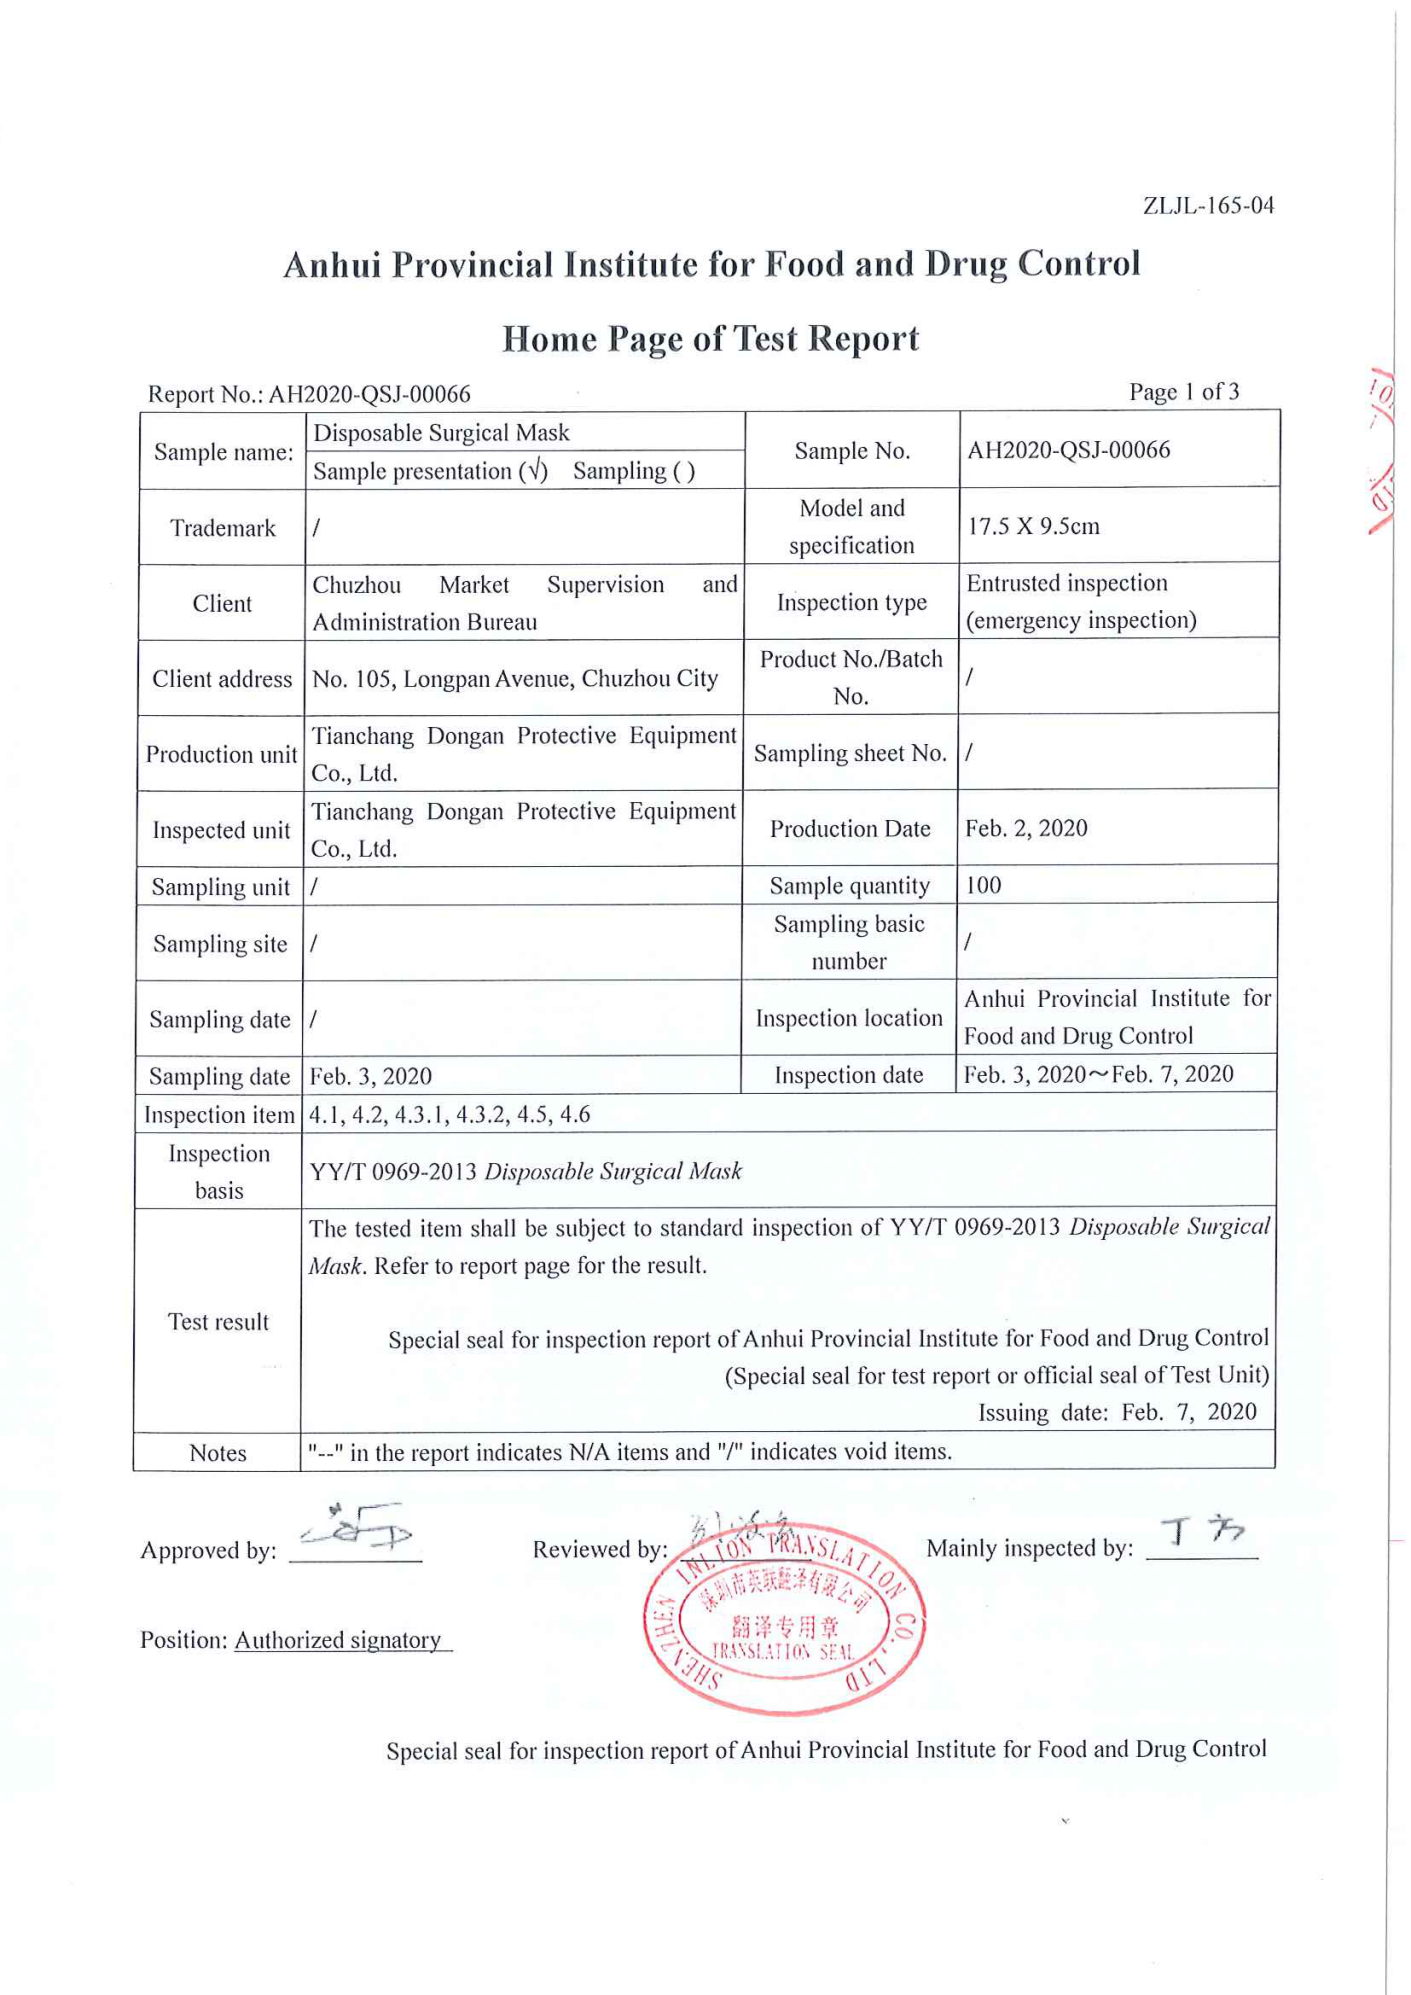 ZLJL-165-04
Anhui Provincial Institute for Food and Drug Control
Home Page of Test Report
Report No.: AH2020-QSJ-00066
Page 1 of 3
Sample name:
Disposable Surgical Mask
Sample presentation (√) Sampling ( )
Sample No.
AH2020-QSJ-00066
Trademark
/
Model and
specification
17.5 X 9.5cm
Client
Chuzhou Market Supervision and
Administration Bureau
Inspection type
Entrusted inspection
(emergency inspection)
Client address
No. 105, Longpan Avenue, Chuzhou City
Product No./Batch
No.
/
Production unit
Tianchang Dongan Protective Equipment
Co., Ltd.
Sampling sheet No.
/
Inspected unit
Tianchang Dongan Protective Equipment
Co., Ltd.
Production Date
Feb. 2, 2020
Sampling unit
/
Sample quantity
100
Sampling site
/
Sampling basic
number
/
Sampling date
/
Inspection location
Anhui Provincial Institute for
Food and Drug Control
Sampling date
Feb. 3, 2020
Inspection date
Feb. 3, 2020～Feb. 7, 2020
Inspection item
4.1, 4.2, 4.3.1, 4.3.2, 4.5, 4.6
Inspection
basis
YY/T 0969-2013 Disposable Surgical Mask
Test result
The tested item shall be subject to standard inspection of YY/T 0969-2013 Disposable Surgical
Mask. Refer to report page for the result.
Special seal for inspection report of Anhui Provincial Institute for Food and Drug Control
(Special seal for test report or official seal of Test Unit)
Issuing date: Feb. 7, 2020
Notes
"--" in the report indicates N/A items and "/" indicates void items.
Approved by:
Reviewed by:
Mainly inspected by:
SHENZHEN INLION TRANSLATION CO., LTD
深圳市英联翻译有限公司
翻译专用章
TRANSLATION SEAL
Position: Authorized signatory
Special seal for inspection report of Anhui Provincial Institute for Food and Drug Control